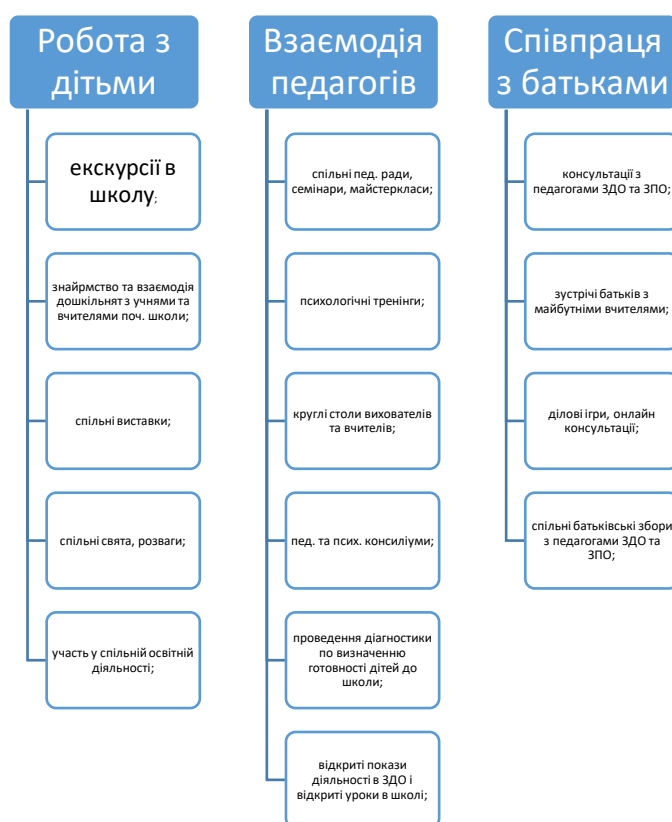 Робота з
дітьми
екскурсії в
школу;
знайрмство та взаємодія
дошкільнят з учнями та
вчителями поч. школи;
спільні виставки;
спільні свята, розваги;
участь у спільній освітній
діяльності;
Взаємодія
педагогів
спільні пед. ради,
семінари, майстеркласи;
психологічні тренінги;
круглі столи вихователів
та вчителів;
пед. та псих. консиліуми;
проведення діагностики
по визначенню
готовності дітей до
школи;
відкриті покази
діяльності в ЗДО і
відкриті уроки в школі;
Співпраця
з батьками
консультації з
педагогами ЗДО та ЗПО;
зустрічі батьків з
майбутніми вчителями;
ділові ігри, онлайн
консультації;
спільні батьківські збори
з педагогами ЗДО та
ЗПО;